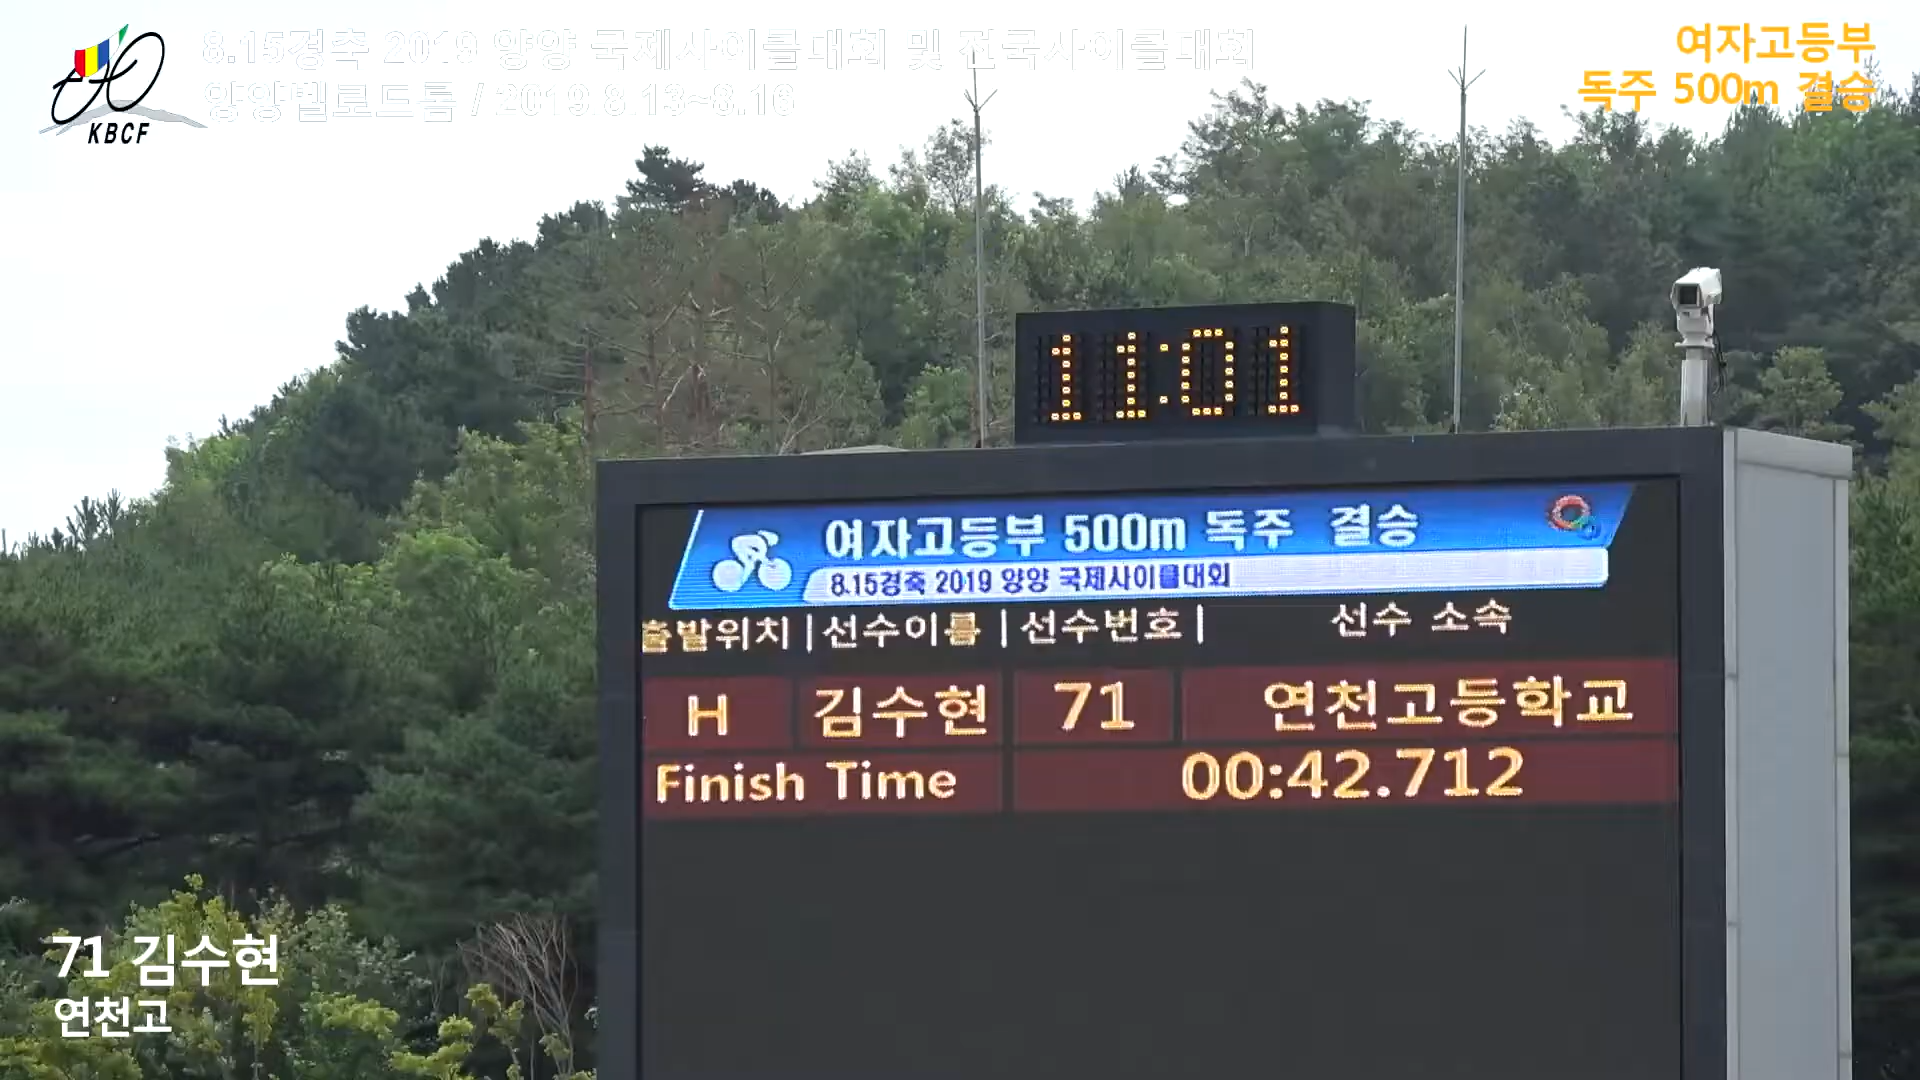 KBCF
8.15경축 2019 양양 국제사이클대회 및 전국사이클대회
양양벨로드롬 / 2019.8.13~8.16
여자고등부
독주 500m 결승
11:01
여자고등부 500m 독주 결승
8.15경축 2019 양양 국제사이클대회
출발위치 | 선수이름 | 선수번호 | 선수 소속
H 김수현 71 연천고등학교
Finish Time 00:42.712
71 김수현
연천고